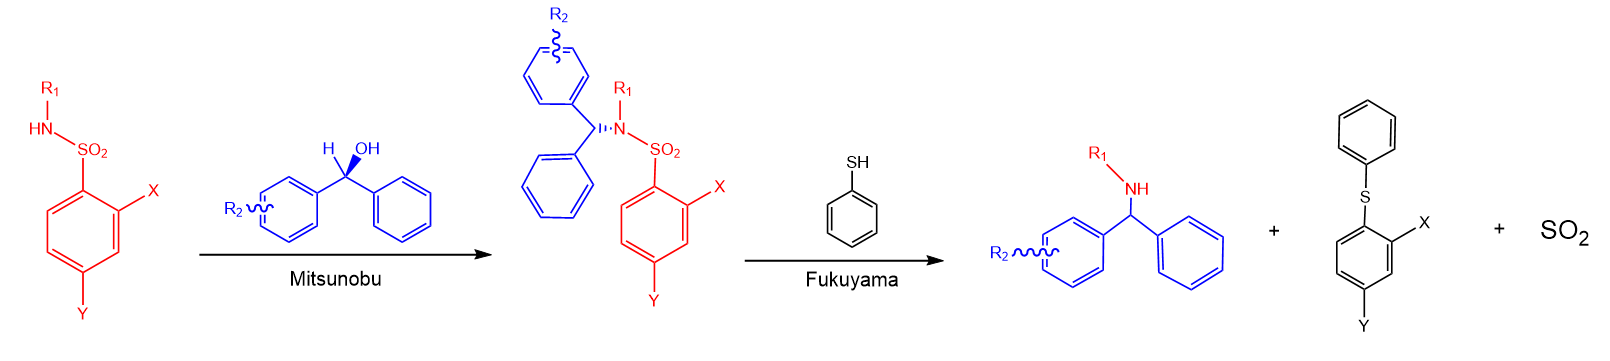 R1
HN
SO2
X
Y
H
OH
R2
Mitsunobu
R2
R1
N
SO2
X
Y
SH
Fukuyama
R1
NH
R2
+
S
X
Y
+
SO2